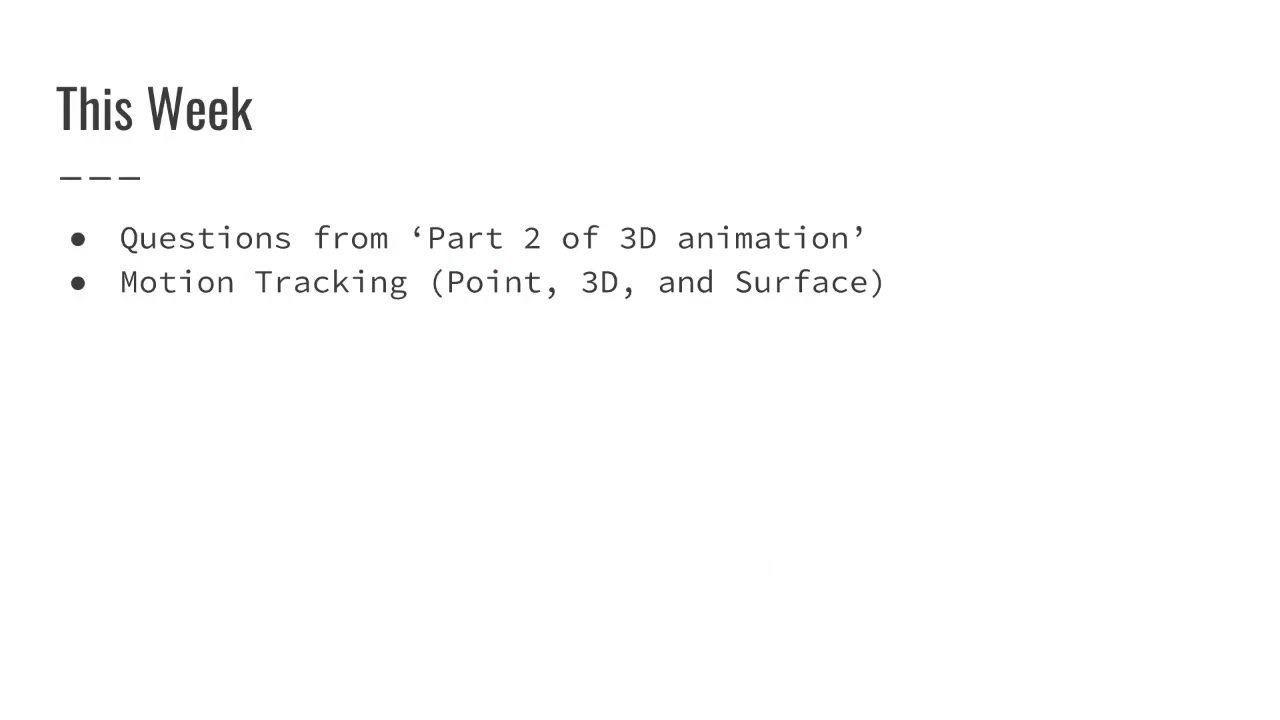 This Week
● Questions from ‘Part 2 of 3D animation’
● Motion Tracking (Point, 3D, and Surface)